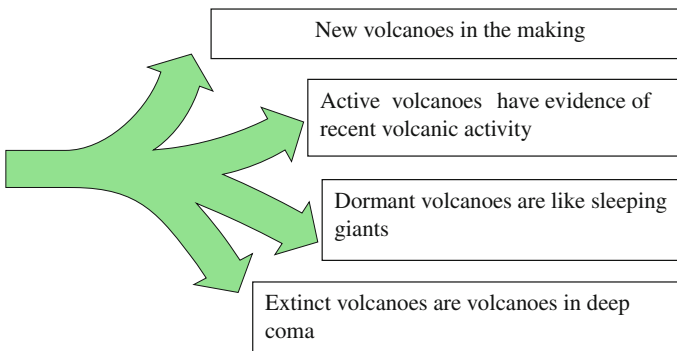 New volcanoes in the making
Active volcanoes have evidence of
recent volcanic activity
Dormant volcanoes are like sleeping
giants
Extinct volcanoes are volcanoes in deep
coma